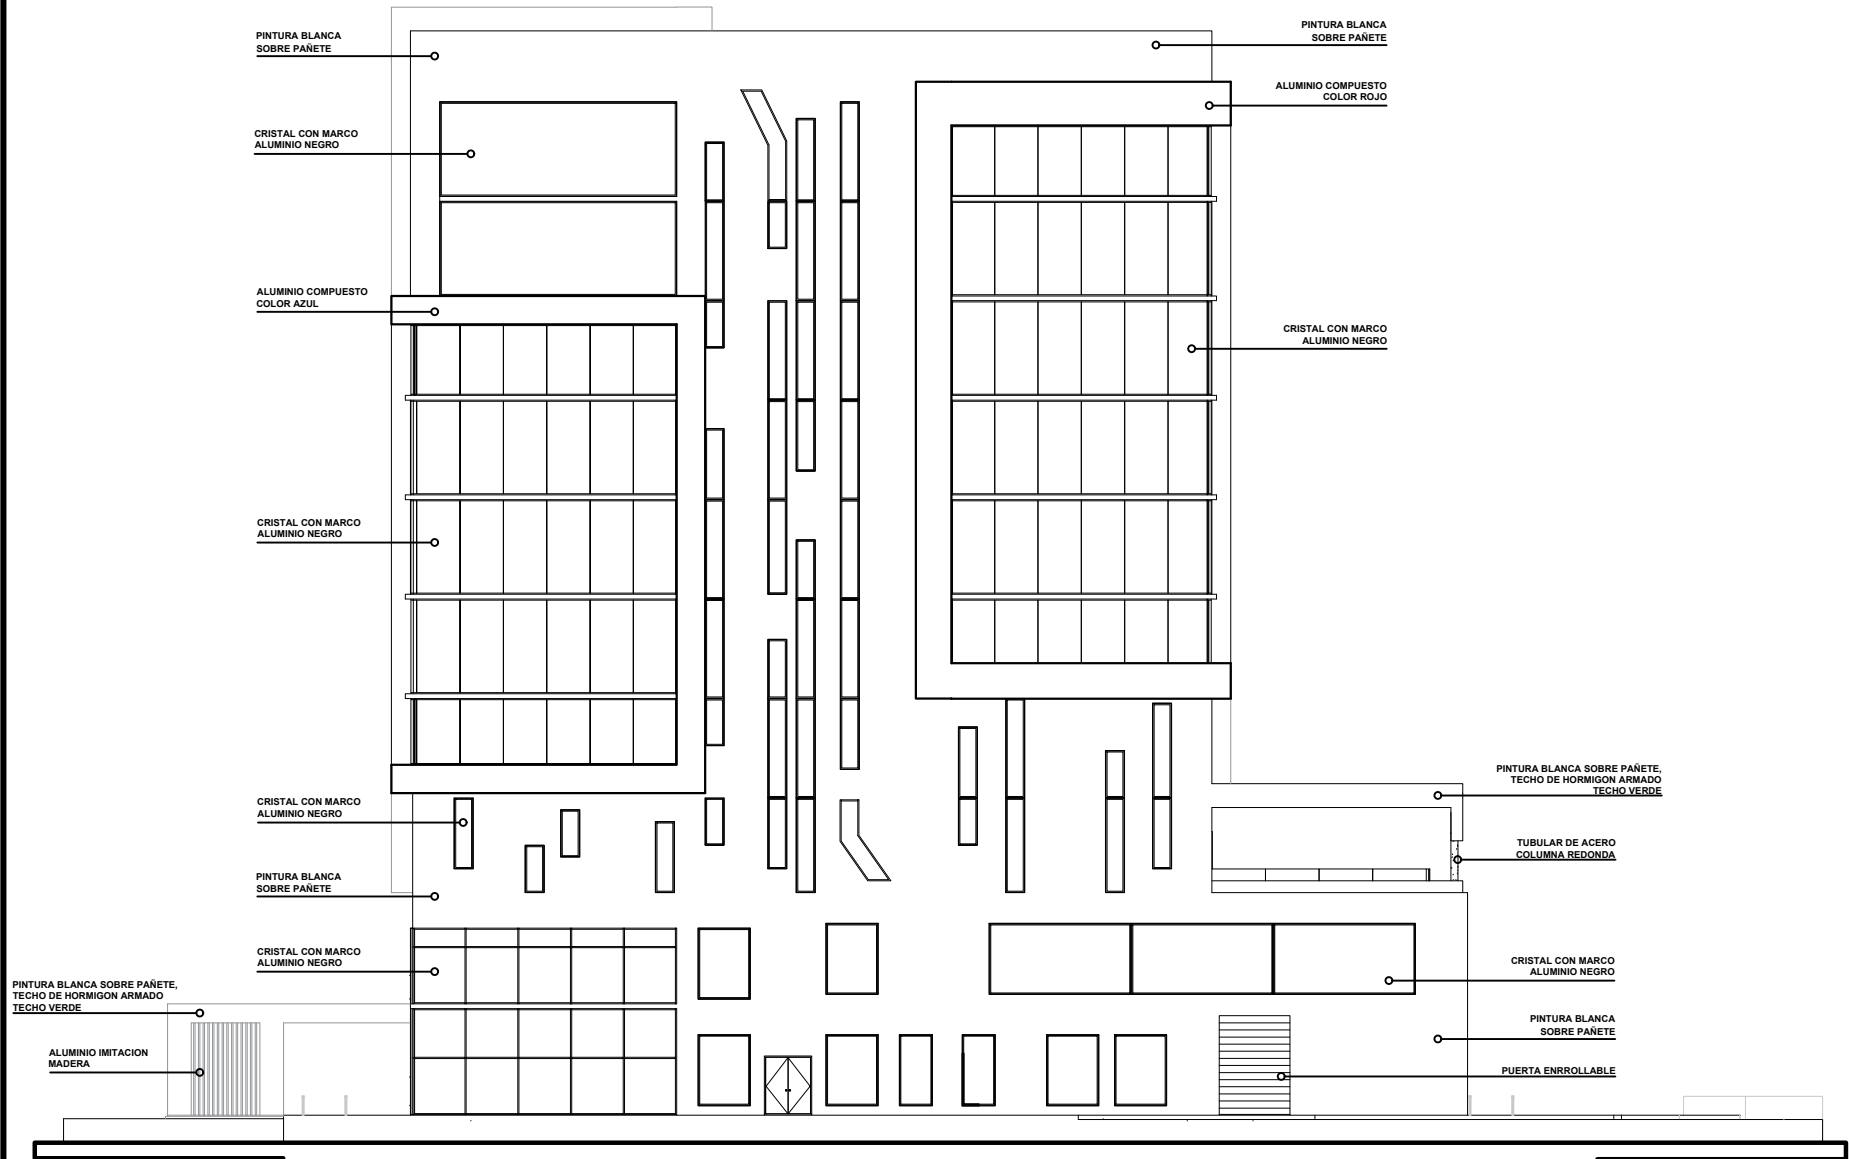 PINTURA BLANCA
SOBRE PAÑETE
CRISTAL CON MARCO
ALUMINIO NEGRO
ALUMINIO COMPUESTO
COLOR AZUL
CRISTAL CON MARCO
ALUMINIO NEGRO
CRISTAL CON MARCO
ALUMINIO NEGRO
PINTURA BLANCA
SOBRE PAÑETE
CRISTAL CON MARCO
ALUMINIO NEGRO
PINTURA BLANCA SOBRE PAÑETE,
TECHO DE HORMIGON ARMADO
TECHO VERDE
ALUMINIO IMITACION
MADERA
PINTURA BLANCA
SOBRE PAÑETE
ALUMINIO COMPUESTO
COLOR ROJO
CRISTAL CON MARCO
ALUMINIO NEGRO
PINTURA BLANCA SOBRE PAÑETE,
TECHO DE HORMIGON ARMADO
TECHO VERDE
TUBULAR DE ACERO
COLUMNA REDONDA
CRISTAL CON MARCO
ALUMINIO NEGRO
PINTURA BLANCA
SOBRE PAÑETE
PUERTA ENRROLLABLE